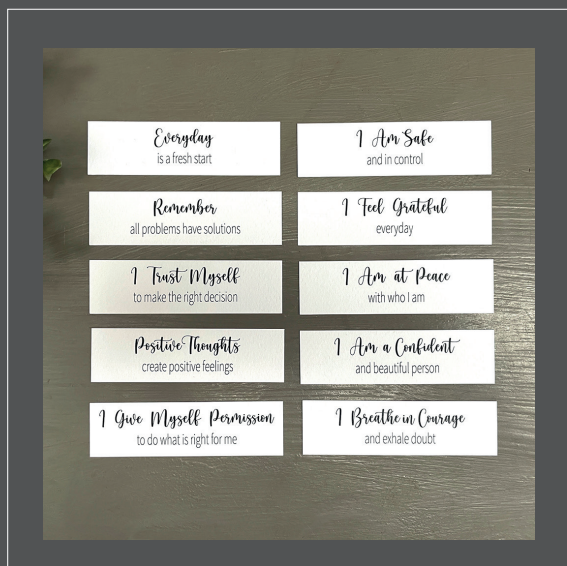 Everyday
is a fresh start
Remember
all problems have solutions
I Trust Myself
to make the right decision
Positive Thoughts
create positive feelings
I Give Myself Permission
to do what is right for me
I Am Safe
and in control
I Feel Grateful
everyday
I Am at Peace
with who I am
I Am a Confident
and beautiful person
I Breathe in Courage
and exhale doubt